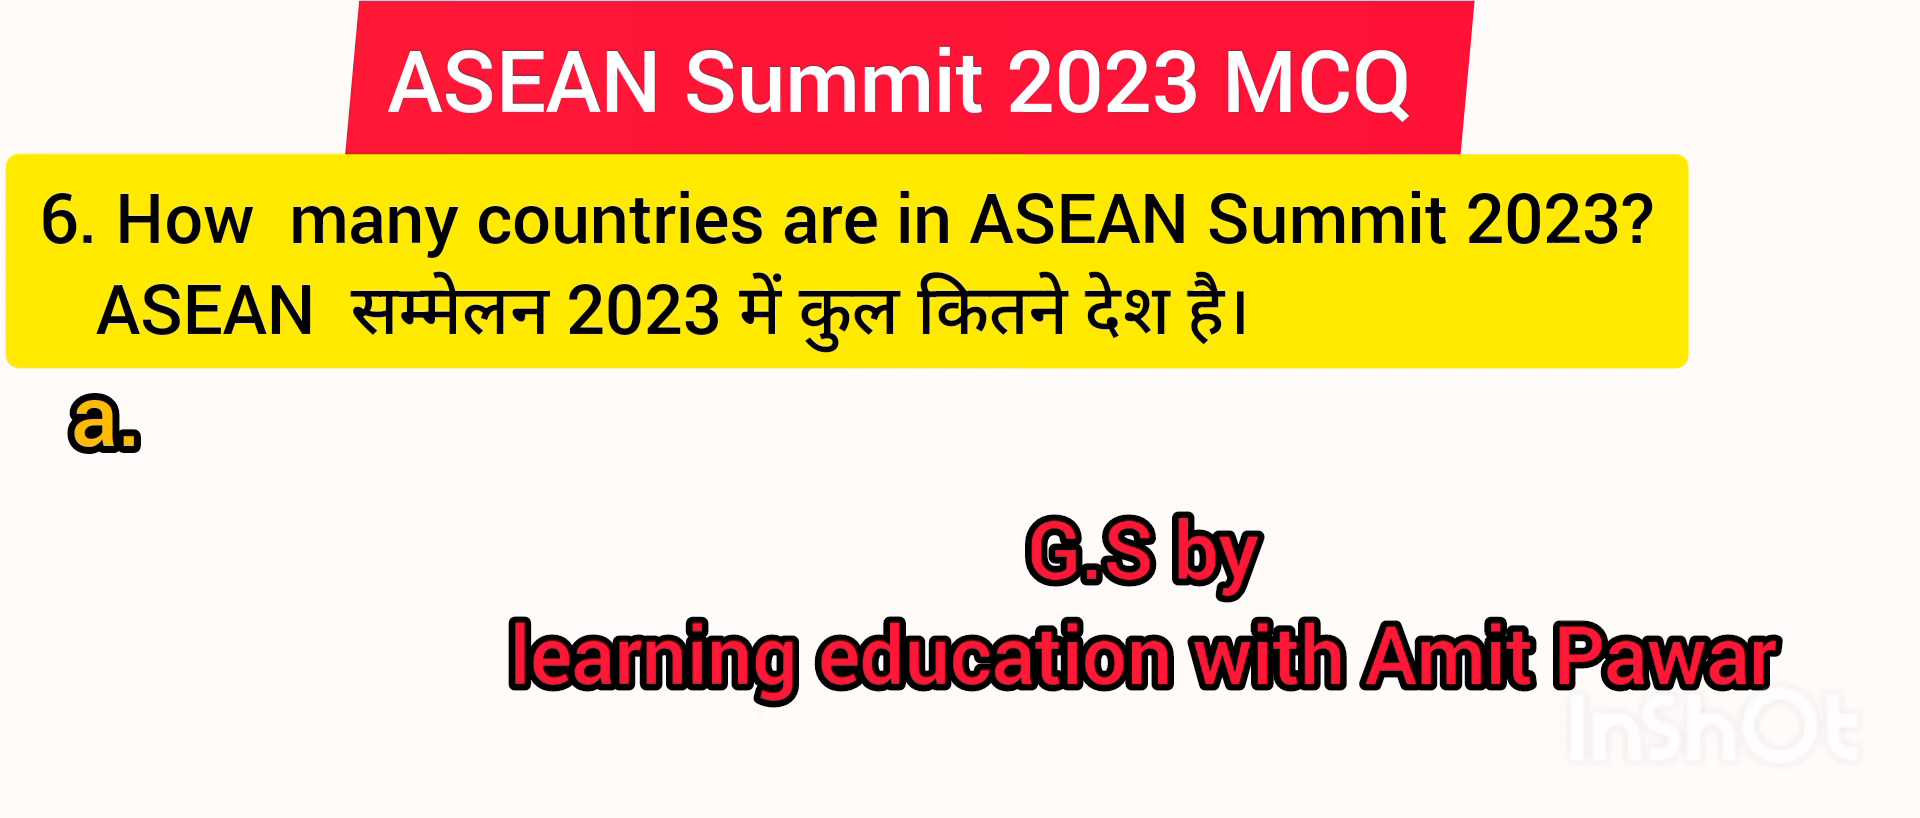 ASEAN Summit 2023 MCQ
6. How many countries are in ASEAN Summit 2023?
ASEAN सम्मेलन 2023 में कुल कितने देश है।
a.
G.S by
learning education with Amit Pawar
InShOt